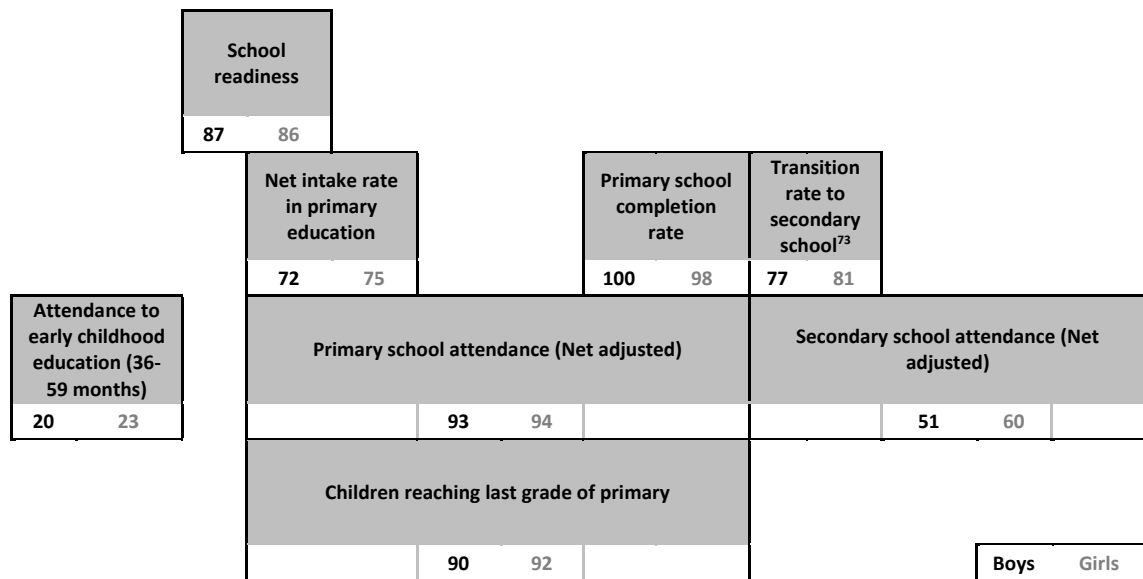 School
readiness
87 86
Net intake rate
in primary
education
72 75
Primary school
completion
rate
100 98
Transition
rate to
secondary
school⁷³
77 81
Attendance to
early childhood
education (36-
59 months)
20 23
Primary school attendance (Net adjusted)
93 94
Secondary school attendance (Net
adjusted)
51 60
Children reaching last grade of primary
90 92
Boys Girls